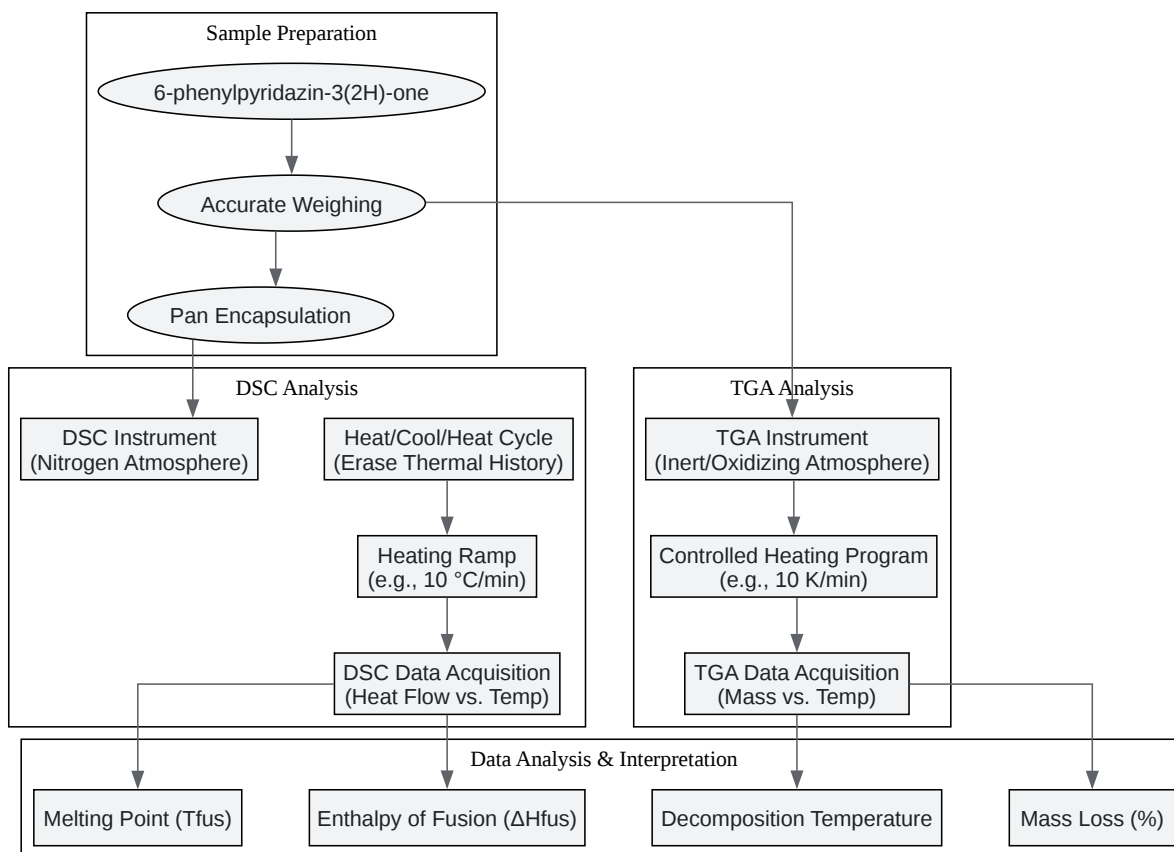 Sample Preparation
6-phenylpyridazin-3(2H)-one
Accurate Weighing
Pan Encapsulation
DSC Analysis
DSC Instrument
(Nitrogen Atmosphere)
Heat/Cool/Heat Cycle
(Erase Thermal History)
Heating Ramp
(e.g., 10 °C/min)
DSC Data Acquisition
(Heat Flow vs. Temp)
TGA Analysis
TGA Instrument
(Inert/Oxidizing Atmosphere)
Controlled Heating Program
(e.g., 10 K/min)
TGA Data Acquisition
(Mass vs. Temp)
Data Analysis & Interpretation
Melting Point (Tfus)
Enthalpy of Fusion (ΔHfus)
Decomposition Temperature
Mass Loss (%)